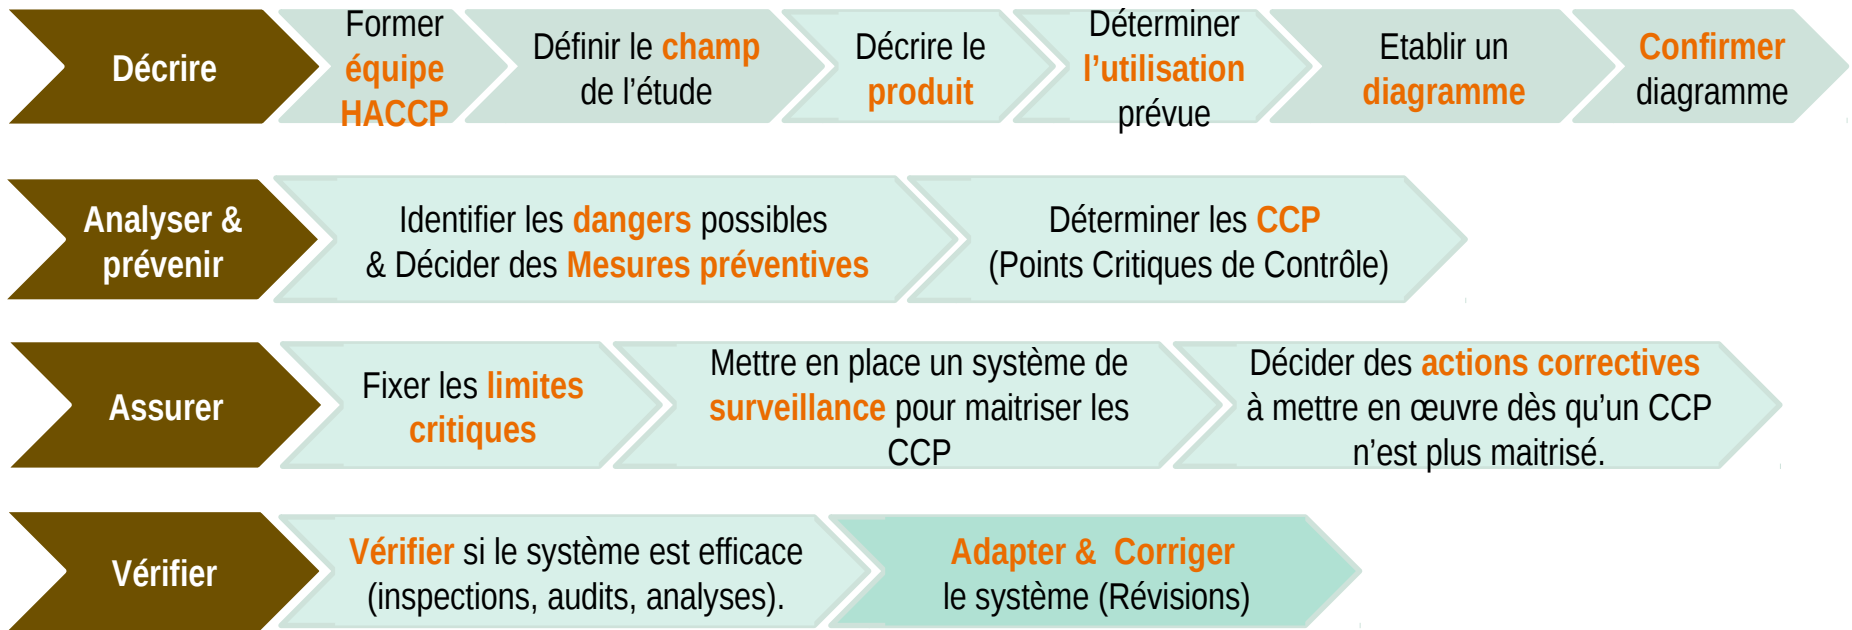 Décrire
Former
équipe
HACCP
Définir le champ
de l’étude
Décrire le
produit
Déterminer
l’utilisation
prévue
Etablir un
diagramme
Confirmer
diagramme
Analyser &
prévenir
Identifier les dangers possibles
& Décider des Mesures préventives
Déterminer les CCP
(Points Critiques de Contrôle)
Assurer
Fixer les limites
critiques
Mettre en place un système de
surveillance pour maitriser les
CCP
Décider des actions correctives
à mettre en œuvre dès qu’un CCP
n’est plus maitrisé.
Vérifier
Vérifier si le système est efficace
(inspections, audits, analyses).
Adapter &  Corriger
le système (Révisions)